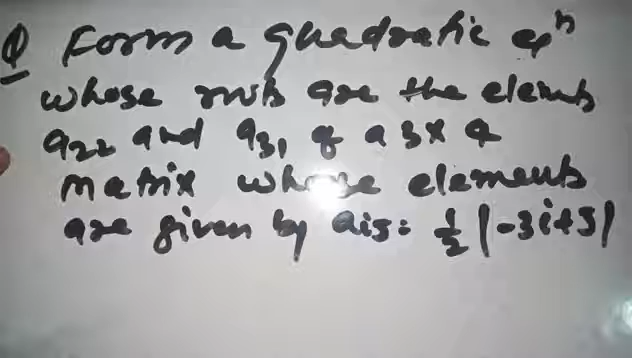 Q Form a quadratic eqn
whose roots are the elements
a22 and a31 of a 3x4
matrix whose elements
are given by aij = 1/2 |-3i+j|